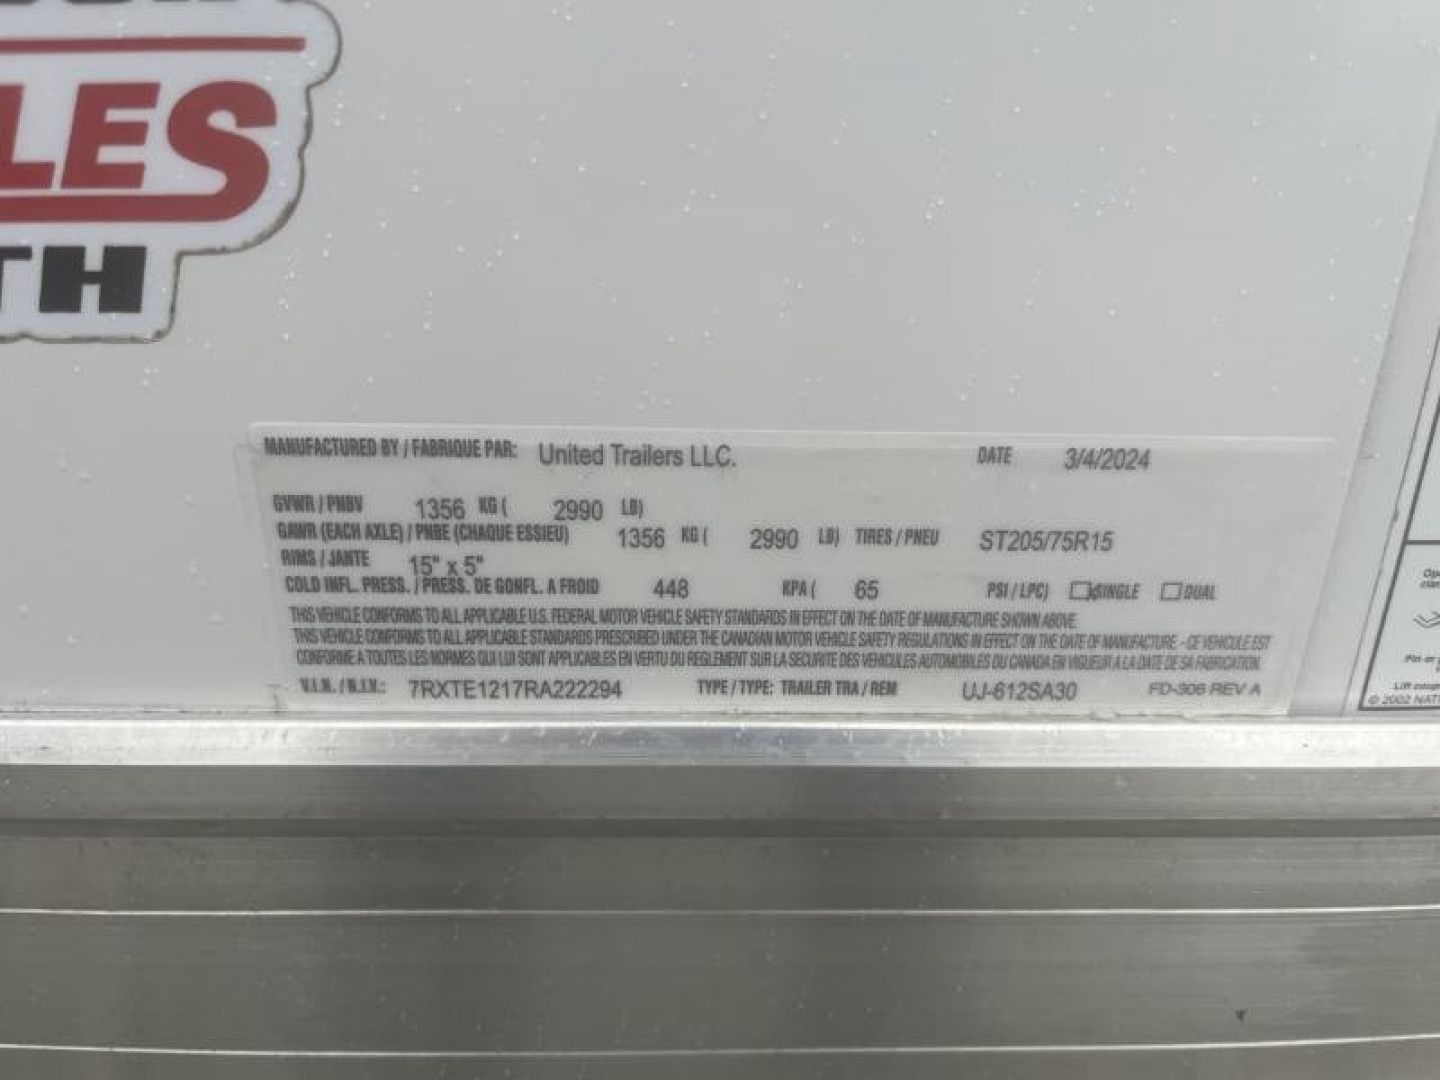 LES
TH
MANUFACTURED BY / FABRIQUE PAR: United Trailers LLC. DATE 3/4/2024
GVWR / PNBV 1356 KG ( 2990 LB)
GAWR (EACH AXLE) / PNBE (CHAQUE ESSIEU) 1356 KG ( 2990 LB) TIRES / PNEU ST205/75R15
RIMS / JANTE 15" x 5"
COLD INFL. PRESS. / PRESS. DE GONFL. A FROID 448 KPA ( 65 PSI / LPC) SINGLE DUAL
THIS VEHICLE CONFORMS TO ALL APPLICABLE U.S. FEDERAL MOTOR VEHICLE SAFETY STANDARDS IN EFFECT ON THE DATE OF MANUFACTURE SHOWN ABOVE.
THIS VEHICLE CONFORMS TO ALL APPLICABLE STANDARDS PRESCRIBED UNDER THE CANADIAN MOTOR VEHICLE SAFETY REGULATIONS IN EFFECT ON THE DATE OF MANUFACTURE. - CE VEHICULE EST
CONFORME A TOUTES LES NORMES QUI LUI SONT APPLICABLES EN VERTU DU REGLEMENT SUR LA SECURITE DES VEHICULES AUTOMOBILES DU CANADA EN VIGUEUR A LA DATE DE SA FABRICATION.
V.I.N. / N.I.V.: 7RXTE1217RA222294 TYPE / TYPE: TRAILER TRA / REM UJ-612SA30 FD-306 REV A
Pin or
Lift coup
© 2002 NAT